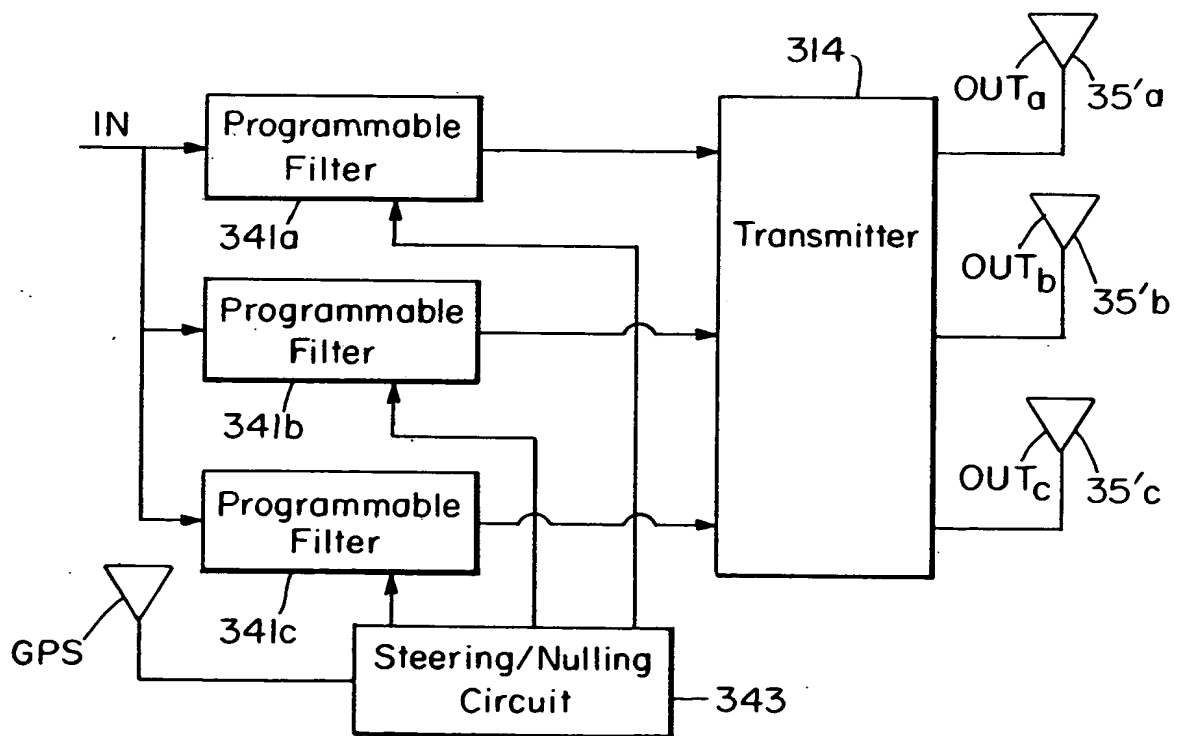 314
OUTa
35'a
IN
Programmable
Filter
341a
Transmitter
OUTb
35'b
Programmable
Filter
341b
OUTc
35'c
Programmable
Filter
341c
GPS
Steering/Nulling
Circuit
343